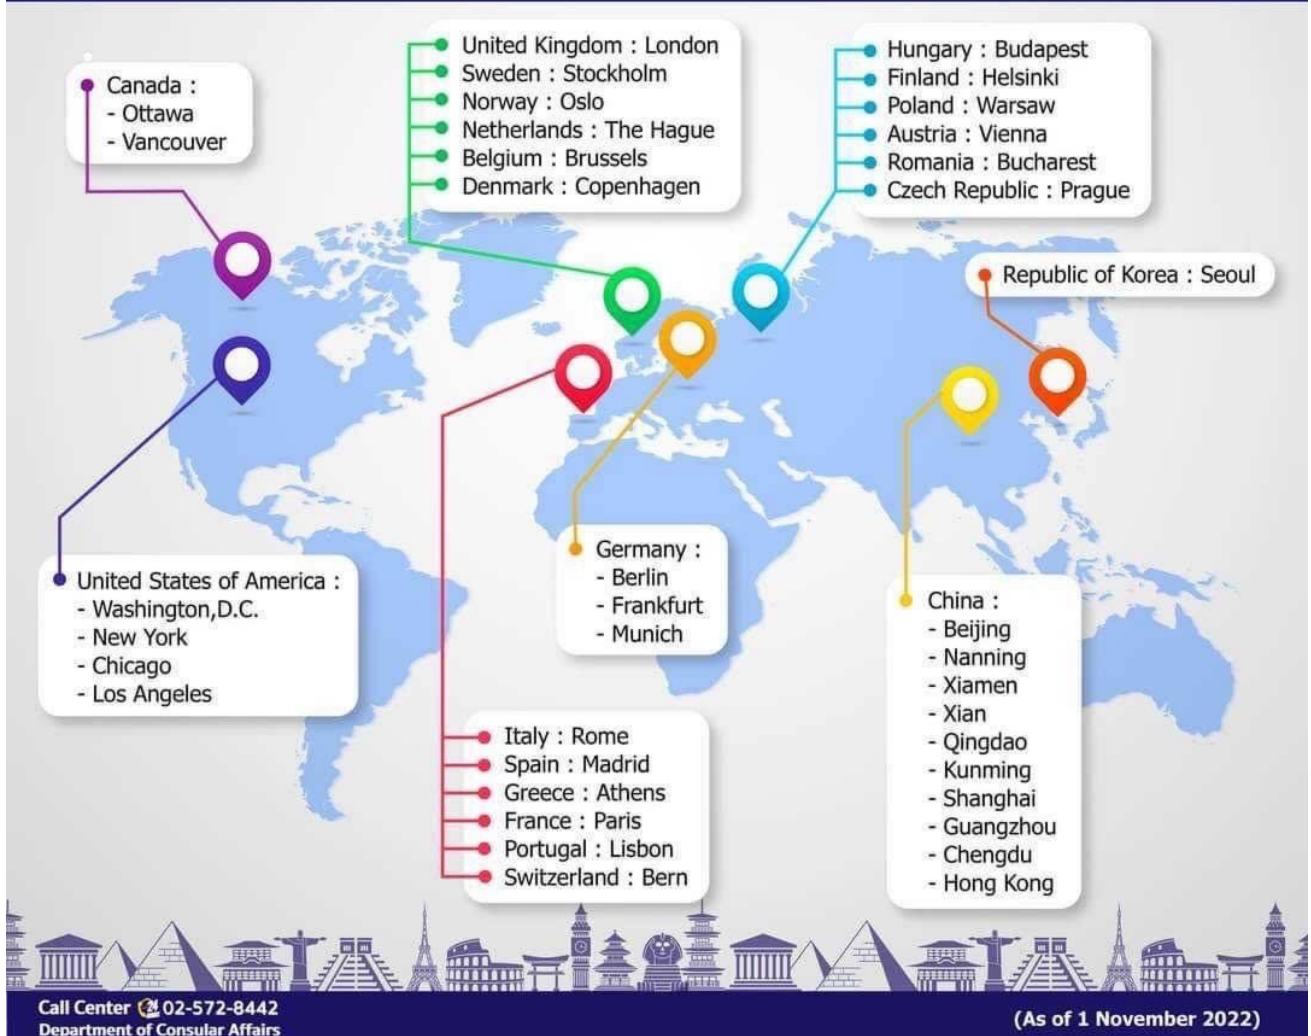 Canada :
- Ottawa
- Vancouver
United Kingdom : London
Sweden : Stockholm
Norway : Oslo
Netherlands : The Hague
Belgium : Brussels
Denmark : Copenhagen
Hungary : Budapest
Finland : Helsinki
Poland : Warsaw
Austria : Vienna
Romania : Bucharest
Czech Republic : Prague
Republic of Korea : Seoul
United States of America :
- Washington,D.C.
- New York
- Chicago
- Los Angeles
Germany :
- Berlin
- Frankfurt
- Munich
China :
- Beijing
- Nanning
- Xiamen
- Xian
- Qingdao
- Kunming
- Shanghai
- Guangzhou
- Chengdu
- Hong Kong
Italy : Rome
Spain : Madrid
Greece : Athens
France : Paris
Portugal : Lisbon
Switzerland : Bern
Call Center 02-572-8442
Department of Consular Affairs
(As of 1 November 2022)